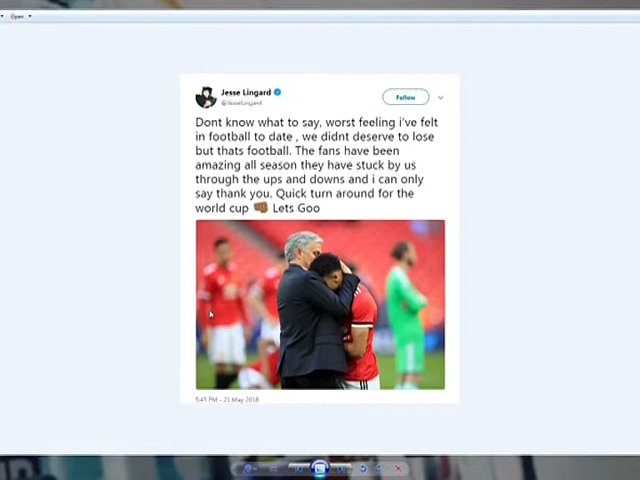 Open
Jesse Lingard
@JesseLingard
Follow
Dont know what to say, worst feeling i've felt
in football to date , we didnt deserve to lose
but thats football. The fans have been
amazing all season they have stuck by us
through the ups and downs and i can only
say thank you. Quick turn around for the
world cup 👊🏾 Lets Goo
5:45 PM - 21 May 2018